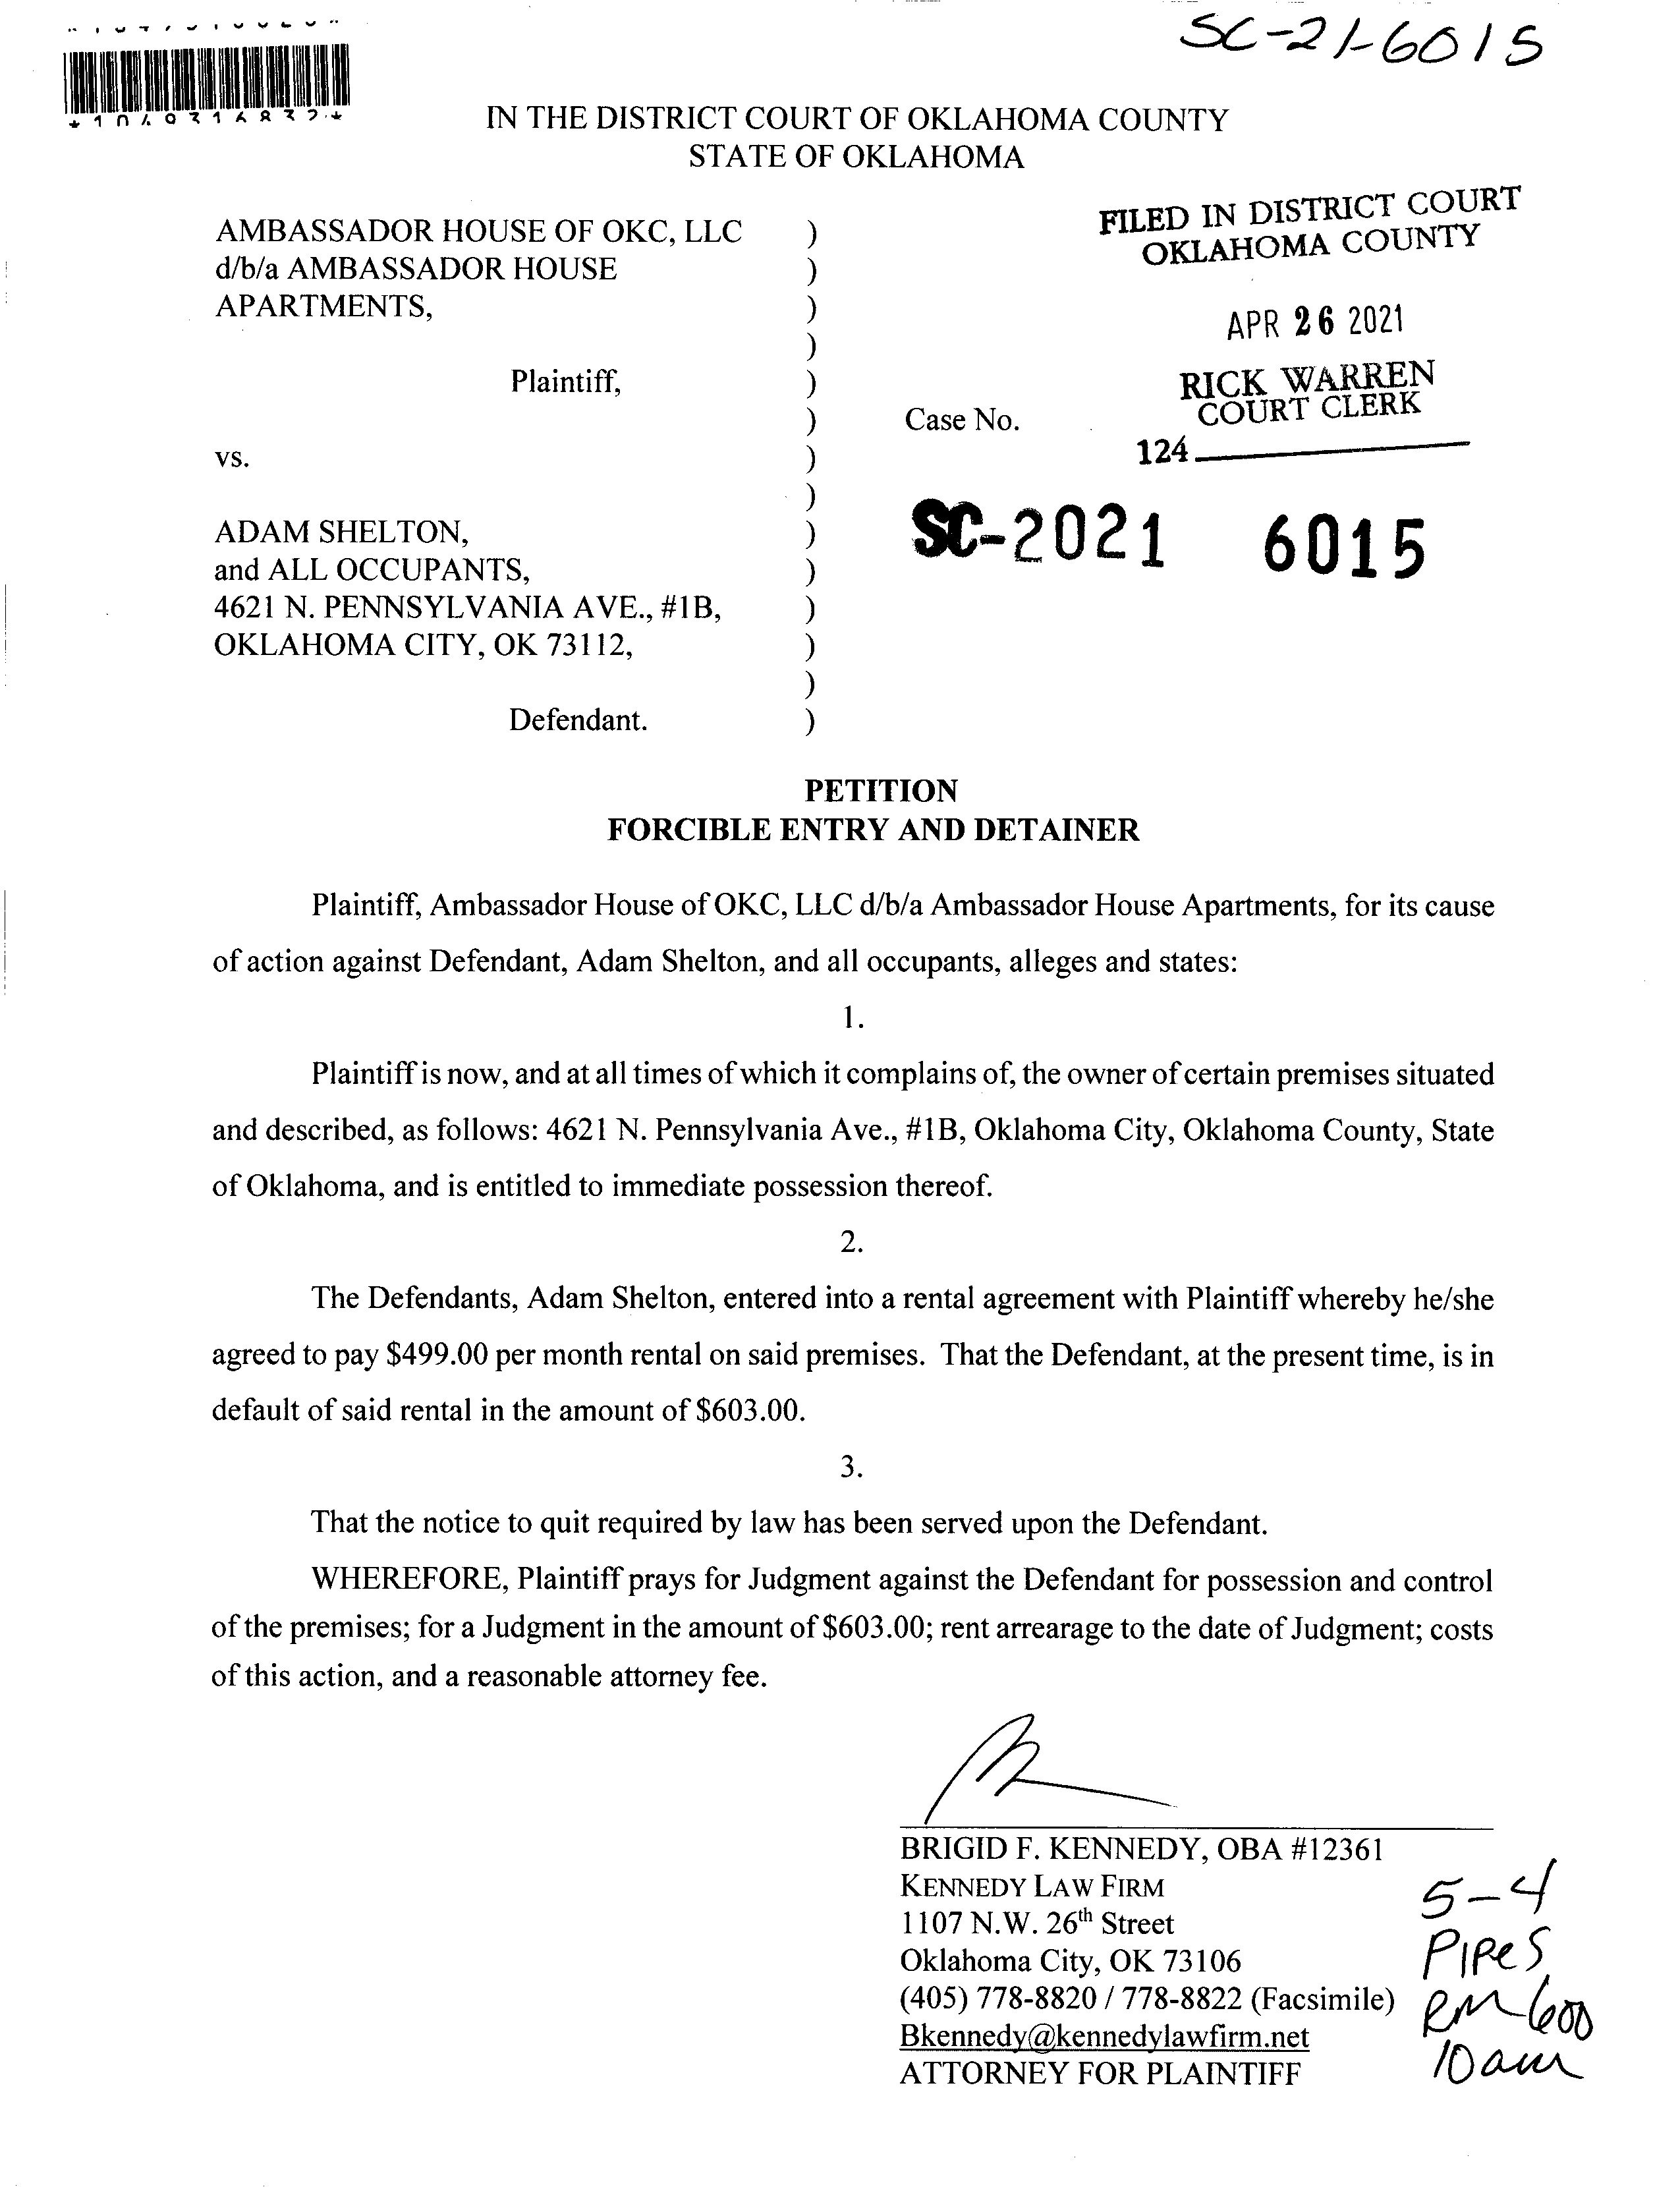 SC-21-6015
IN THE DISTRICT COURT OF OKLAHOMA COUNTY
STATE OF OKLAHOMA
AMBASSADOR HOUSE OF OKC, LLC )
d/b/a AMBASSADOR HOUSE )
APARTMENTS, )
)
Plaintiff, )
)
vs. )
)
ADAM SHELTON, )
and ALL OCCUPANTS, )
4621 N. PENNSYLVANIA AVE., #1B, )
OKLAHOMA CITY, OK 73112, )
)
Defendant. )
FILED IN DISTRICT COURT
OKLAHOMA COUNTY
APR 26 2021
RICK WARREN
COURT CLERK
124
Case No.
SC-2021 6015
PETITION
FORCIBLE ENTRY AND DETAINER
Plaintiff, Ambassador House of OKC, LLC d/b/a Ambassador House Apartments, for its cause
of action against Defendant, Adam Shelton, and all occupants, alleges and states:
1.
Plaintiff is now, and at all times of which it complains of, the owner of certain premises situated
and described, as follows: 4621 N. Pennsylvania Ave., #1B, Oklahoma City, Oklahoma County, State
of Oklahoma, and is entitled to immediate possession thereof.
2.
The Defendants, Adam Shelton, entered into a rental agreement with Plaintiff whereby he/she
agreed to pay $499.00 per month rental on said premises. That the Defendant, at the present time, is in
default of said rental in the amount of $603.00.
3.
That the notice to quit required by law has been served upon the Defendant.
WHEREFORE, Plaintiff prays for Judgment against the Defendant for possession and control
of the premises; for a Judgment in the amount of $603.00; rent arrearage to the date of Judgment; costs
of this action, and a reasonable attorney fee.
BRIGID F. KENNEDY, OBA #12361
KENNEDY LAW FIRM
1107 N.W. 26th Street
Oklahoma City, OK 73106
(405) 778-8820 / 778-8822 (Facsimile)
Bkennedy@kennedylawfirm.net
ATTORNEY FOR PLAINTIFF
5-4
PIPES
RM 600
10am